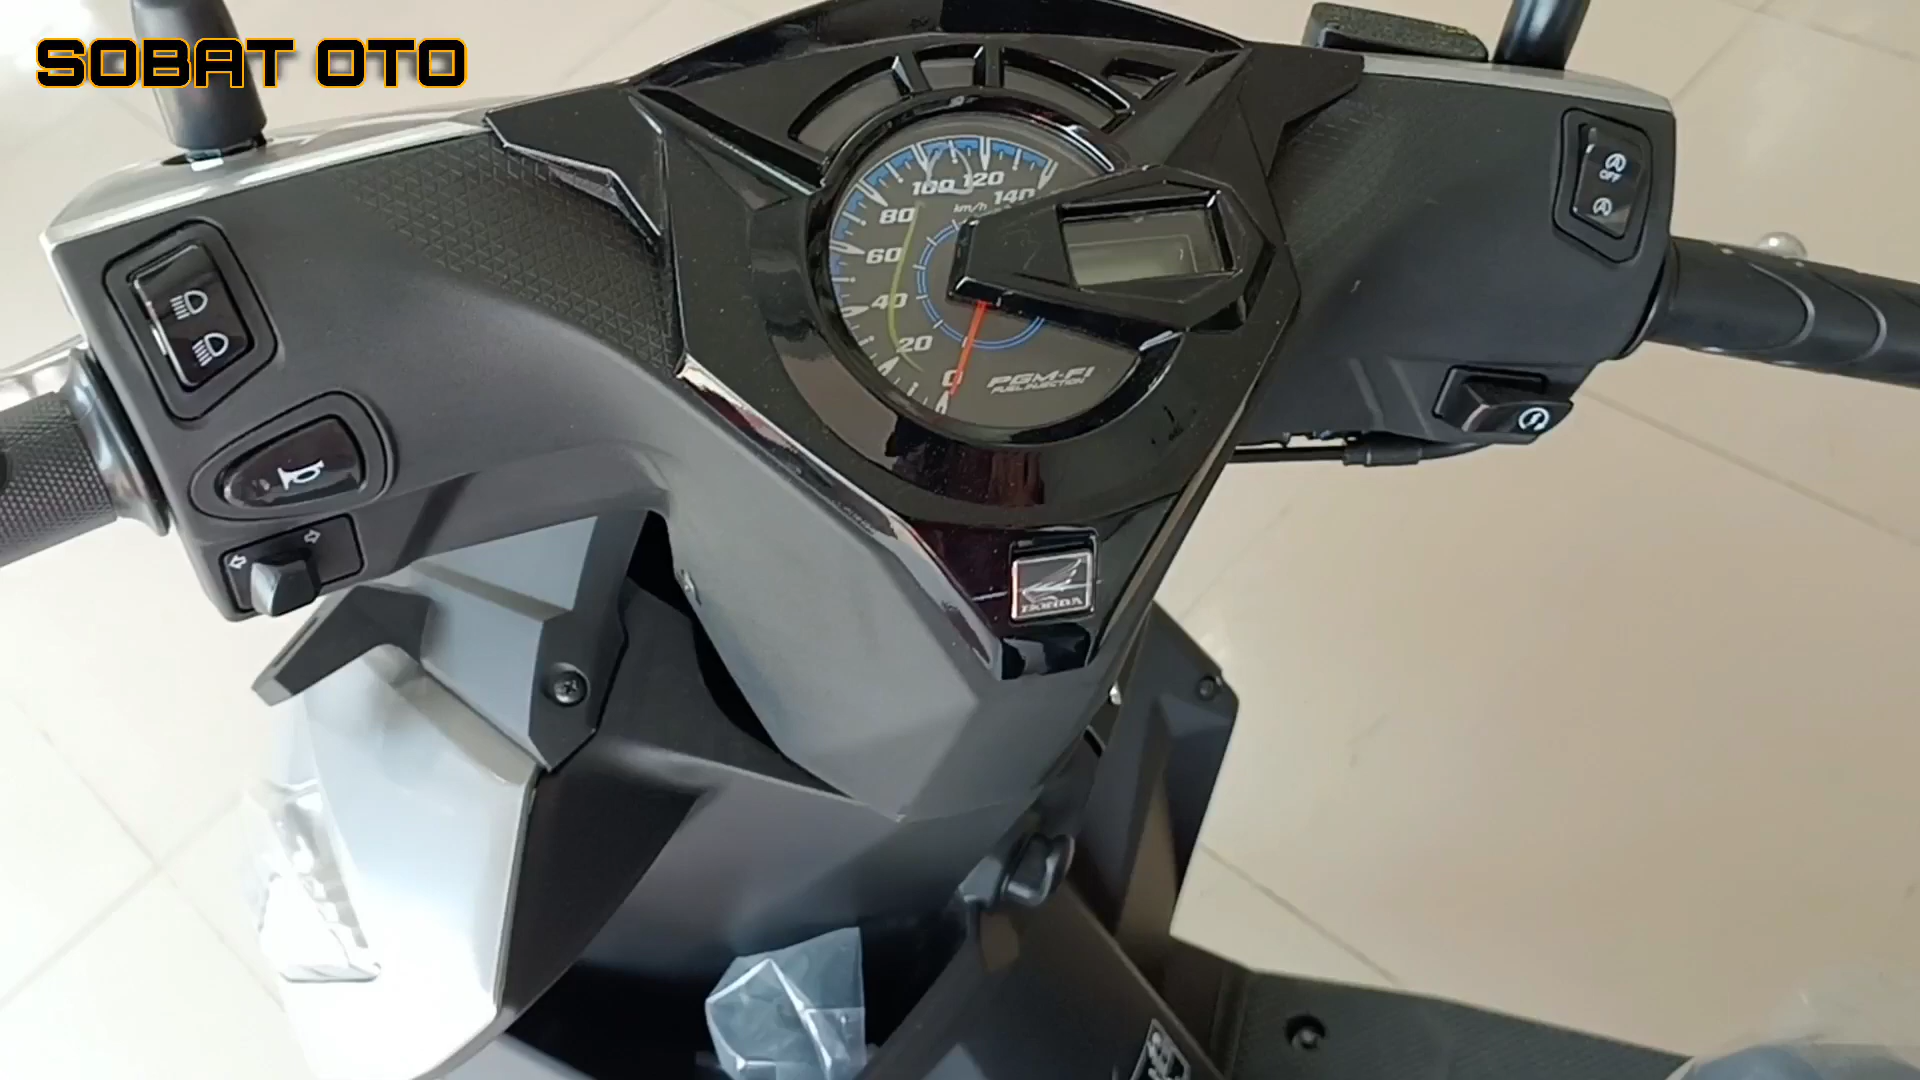 SOBAT OTO
100 120
80
140
km/h
60
40
20
0
PGM-FI
FUEL INJECTION
OFF
HONDA